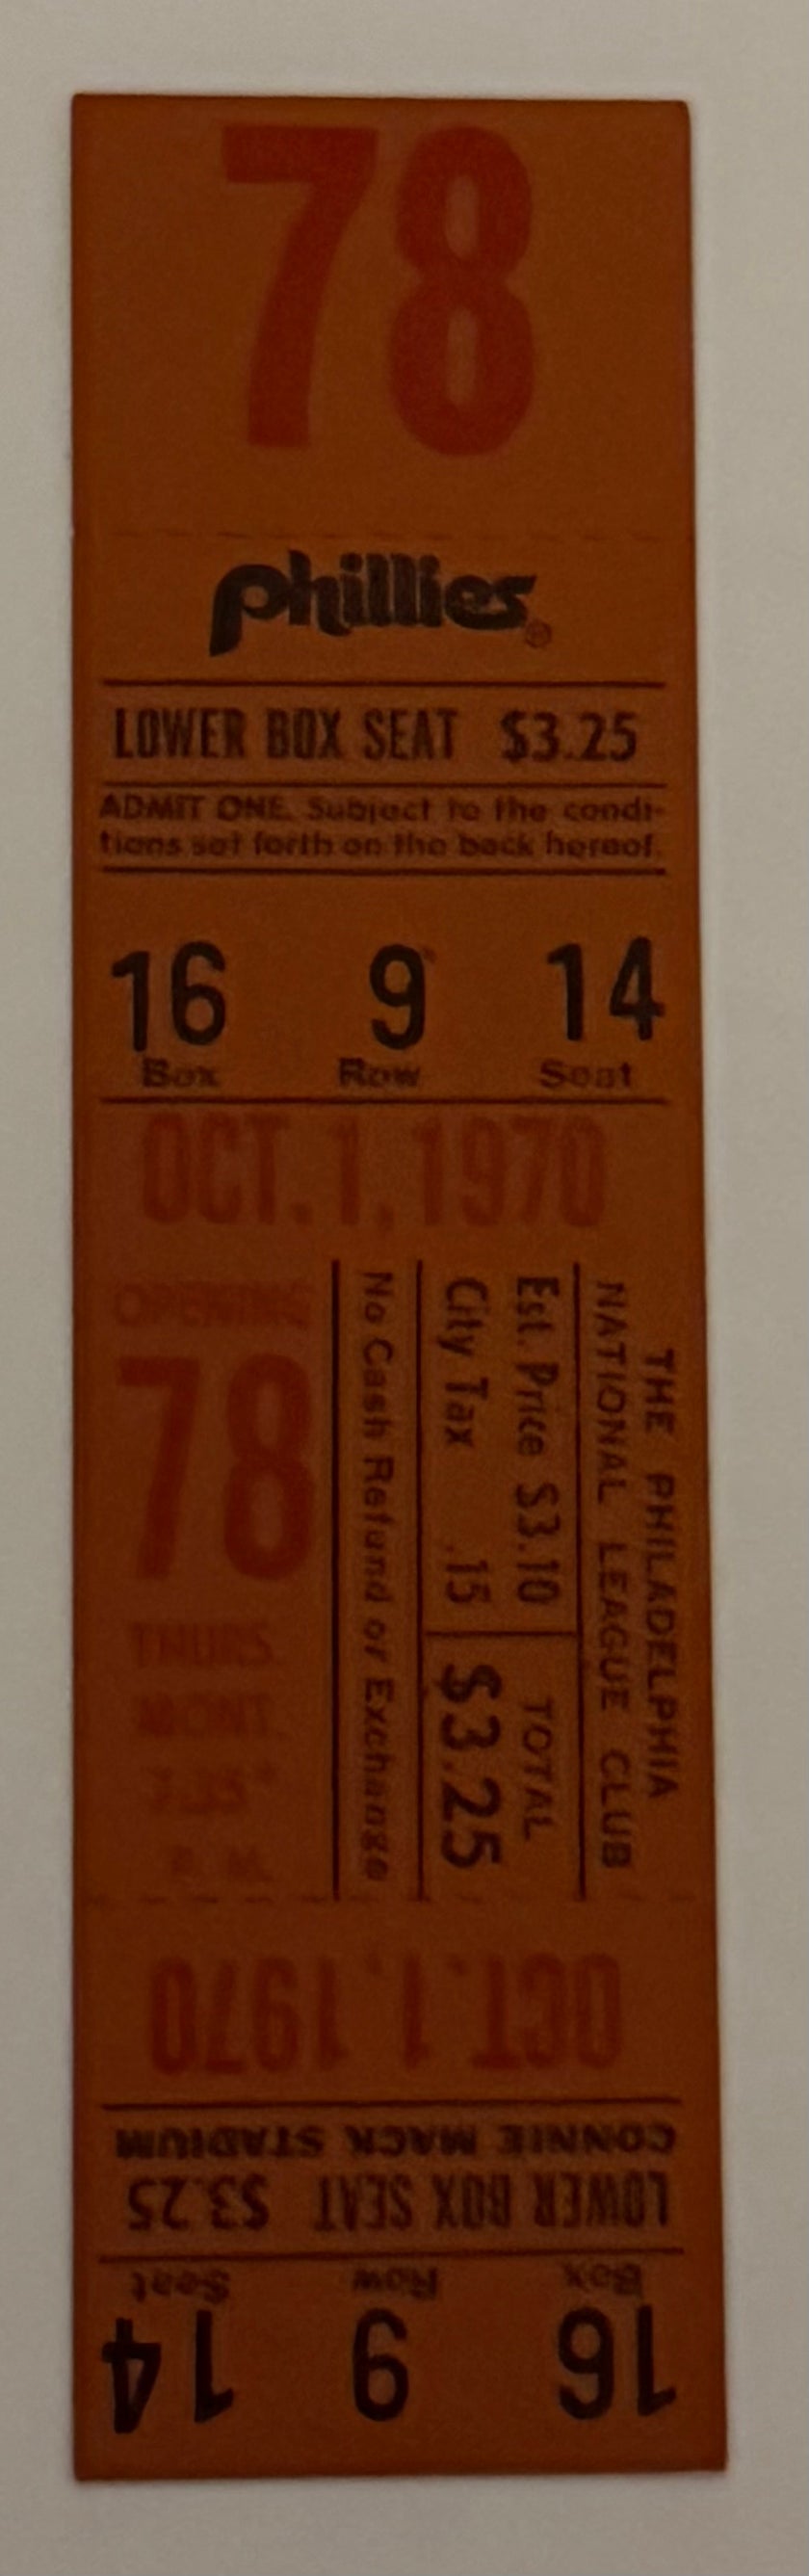 78
phillies®
LOWER BOX SEAT $3.25
ADMIT ONE. Subject to the condi-
tions set forth on the back hereof.
16 9 14
Box Row Seat
OCT. 1, 1970
OPENING
78
THURS.
7:35
P. M.
No Cash Refund or Exchange
Est. Price $3.10
City Tax .15
TOTAL
$3.25
THE PHILADELPHIA
NATIONAL LEAGUE CLUB
16 9 14
Box Row Seat
LOWER BOX SEAT $3.25
CONNIE MACK STADIUM
OCT. 1, 1970